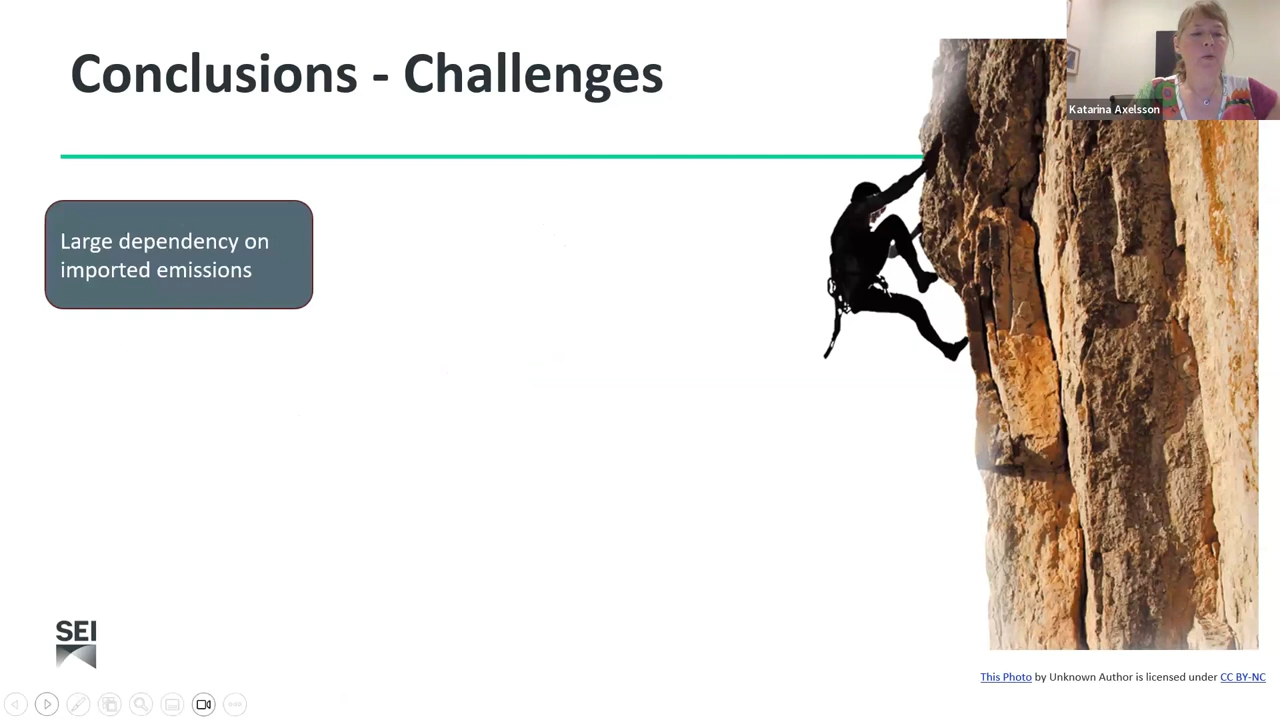 Conclusions - Challenges
Katarina Axelsson
Large dependency on
imported emissions
SEI
This Photo by Unknown Author is licensed under CC BY-NC